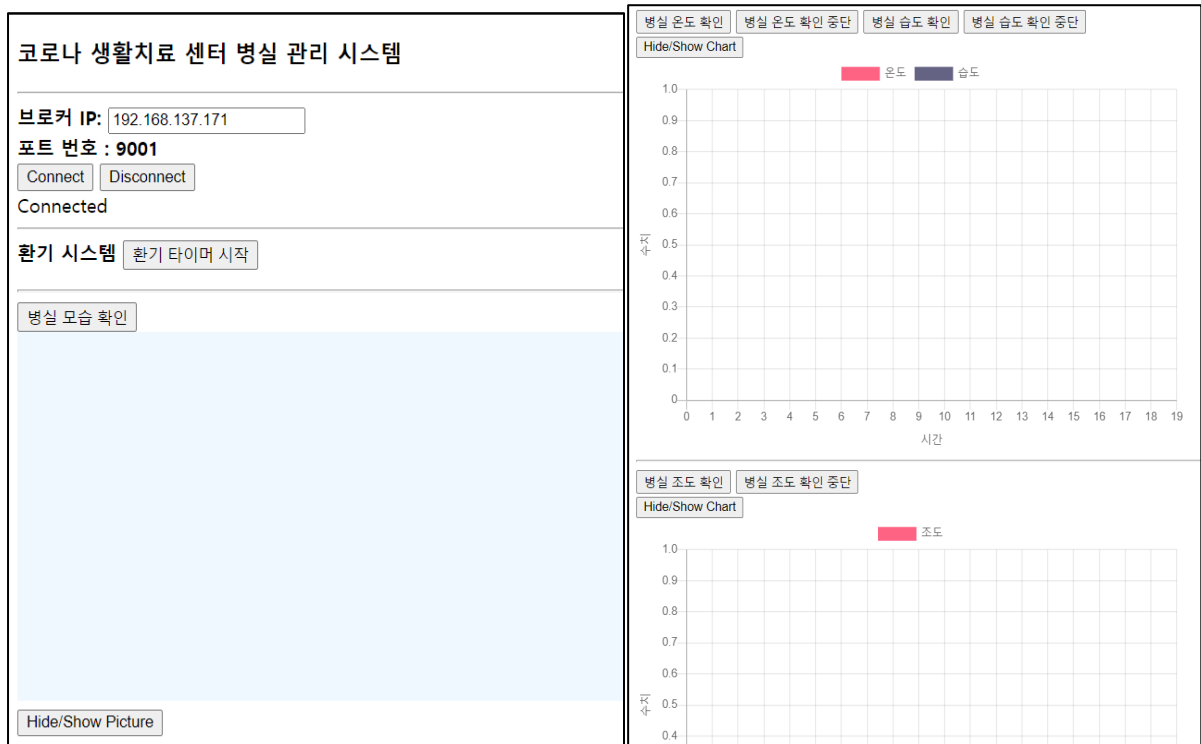 코로나 생활치료 센터 병실 관리 시스템
브로커 IP: 192.168.137.171
포트 번호 : 9001
Connect Disconnect
Connected
환기 시스템 환기 타이머 시작
병실 모습 확인
Hide/Show Picture
병실 온도 확인 병실 온도 확인 중단 병실 습도 확인 병실 습도 확인 중단
Hide/Show Chart
온도 습도
1.0
0.9
0.8
0.7
0.6
0.5
0.4
0.3
0.2
0.1
0
수치
0 1 2 3 4 5 6 7 8 9 10 11 12 13 14 15 16 17 18 19
시간
병실 조도 확인 병실 조도 확인 중단
Hide/Show Chart
조도
1.0
0.9
0.8
0.7
0.6
0.5
0.4
수치